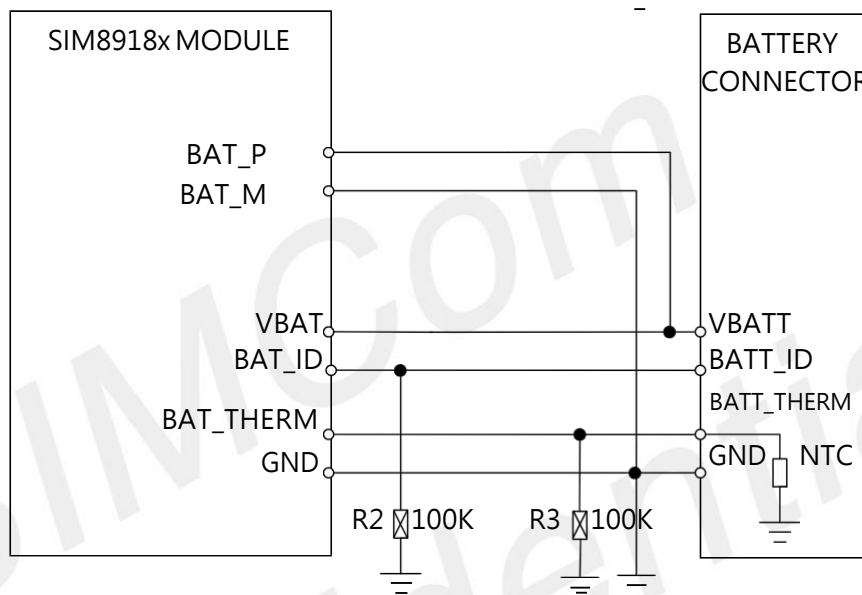 SIM8918x MODULE
BATTERY
CONNECTOR
BAT_P
BAT_M
VBAT
VBATT
BAT_ID
BATT_ID
BATT_THERM
BAT_THERM
GND
GND
NTC
R2
100K
R3
100K
SIMCom